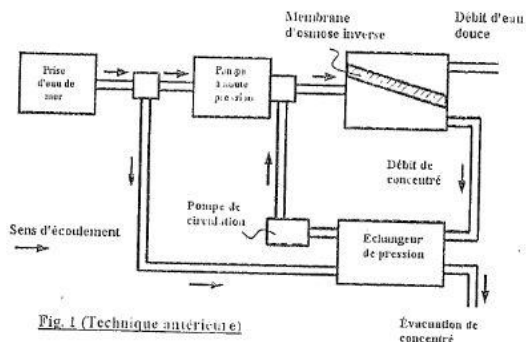 Membrane
d'osmose inverse
Débit d'eau
douce
Prise
d'eau de
mer
Pompe
à haute
pression
Débit de
concentré
Pompe de
circulation
Sens d'écoulement
Echangeur
de pression
Fig. 1 (Technique antérieure)
Évacuation de
concentré